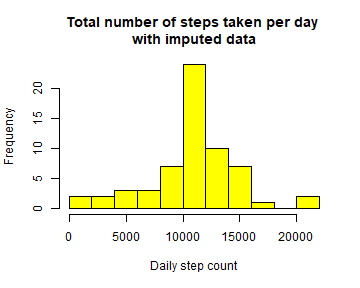 Total number of steps taken per day
with imputed data
Frequency
20
15
10
5
0
0 5000 10000 15000 20000
Daily step count